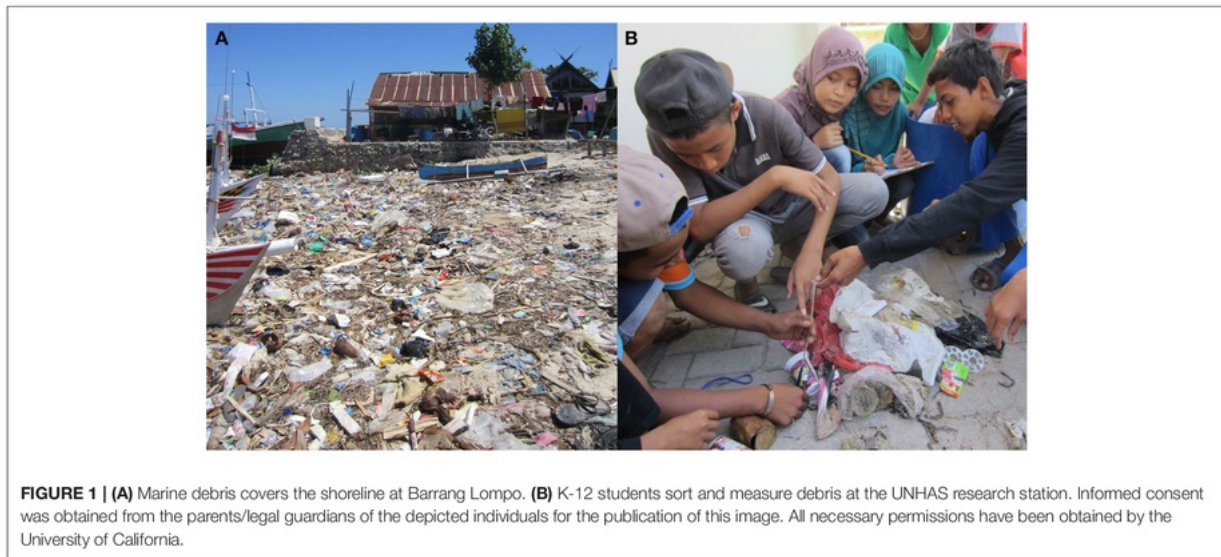 A
B
FIGURE 1 | (A) Marine debris covers the shoreline at Barrang Lompo. (B) K-12 students sort and measure debris at the UNHAS research station. Informed consent
was obtained from the parents/legal guardians of the depicted individuals for the publication of this image. All necessary permissions have been obtained by the
University of California.